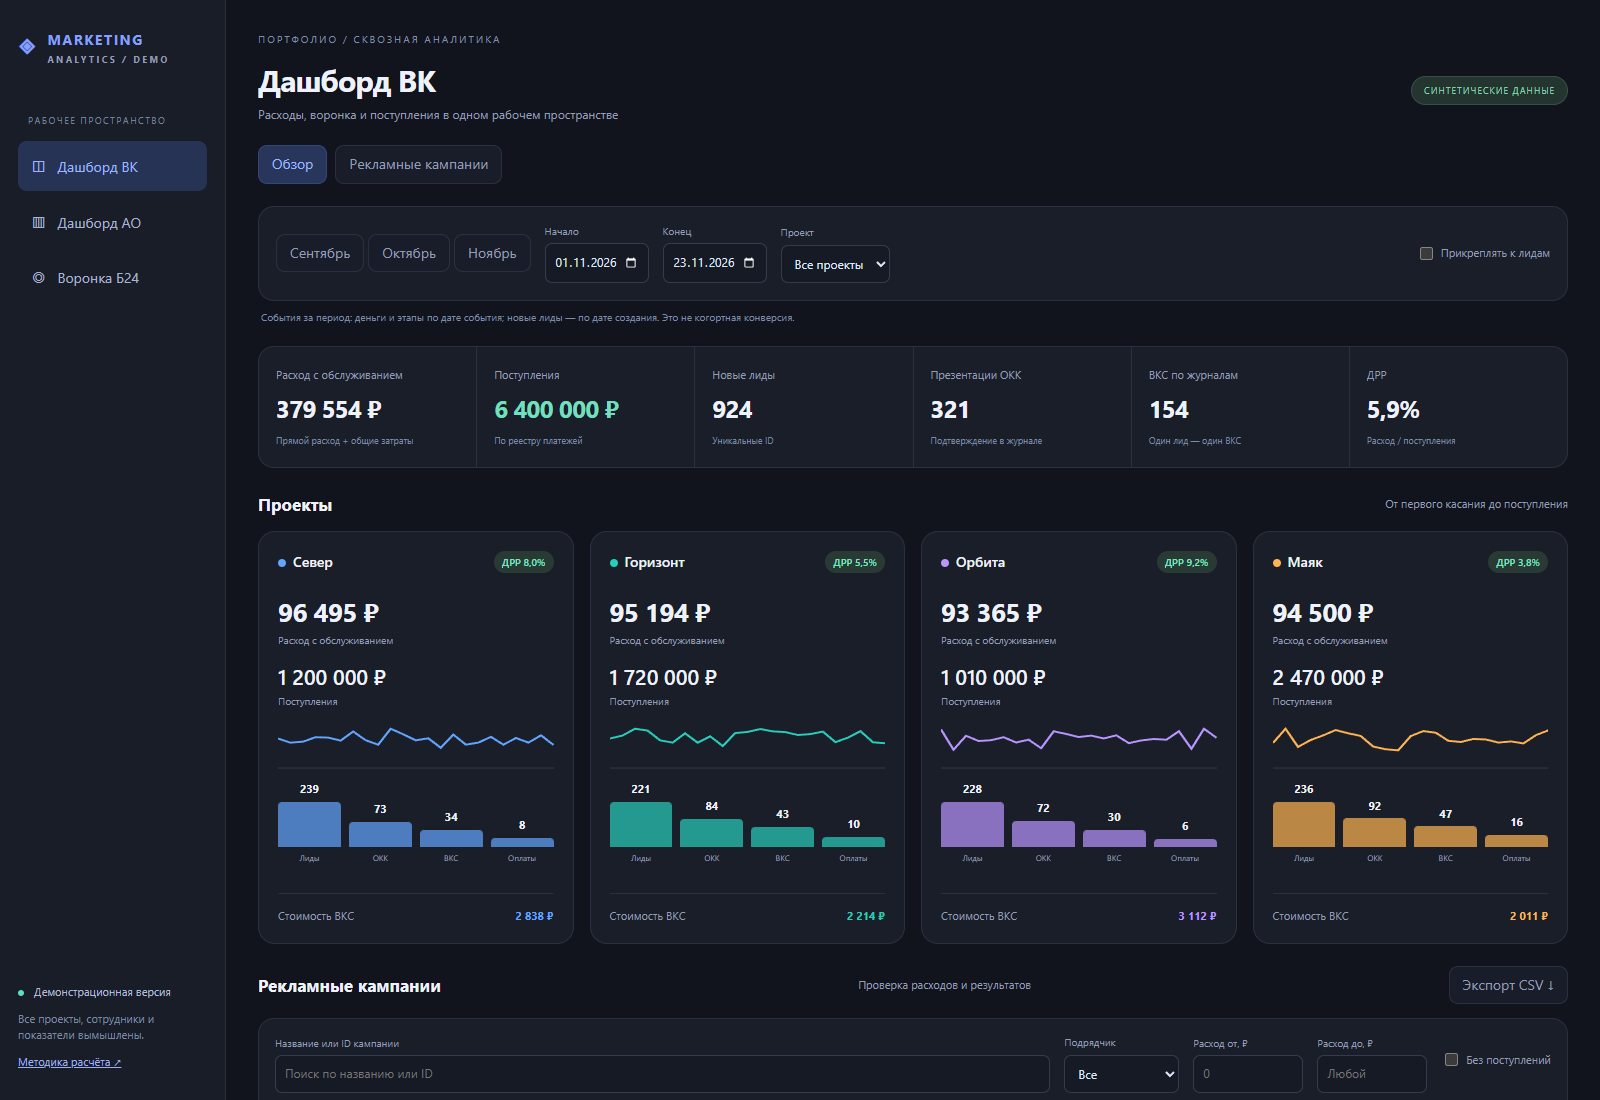 MARKETING
ANALYTICS / DEMO
РАБОЧЕЕ ПРОСТРАНСТВО
Дашборд ВК
Дашборд АО
Воронка Б24
Демонстрационная версия
Все проекты, сотрудники и
показатели вымышлены.
Методика расчёта ↗
ПОРТФОЛИО / СКВОЗНАЯ АНАЛИТИКА
Дашборд ВК
Расходы, воронка и поступления в одном рабочем пространстве
СИНТЕТИЧЕСКИЕ ДАННЫЕ
Обзор
Рекламные кампании
Сентябрь
Октябрь
Ноябрь
Начало
01.11.2026
Конец
23.11.2026
Проект
Все проекты
Прикреплять к лидам
События за период: деньги и этапы по дате события; новые лиды — по дате создания. Это не когортная конверсия.
Расход с обслуживанием
379 554 ₽
Прямой расход + общие затраты
Поступления
6 400 000 ₽
По реестру платежей
Новые лиды
924
Уникальные ID
Презентации ОКК
321
Подтверждение в журнале
ВКС по журналам
154
Один лид — один ВКС
ДРР
5,9%
Расход / поступления
Проекты
От первого касания до поступления
Север
ДРР 8,0%
96 495 ₽
Расход с обслуживанием
1 200 000 ₽
Поступления
239
73
34
8
Лиды
ОКК
ВКС
Оплаты
Стоимость ВКС
2 838 ₽
Горизонт
ДРР 5,5%
95 194 ₽
Расход с обслуживанием
1 720 000 ₽
Поступления
221
84
43
10
Лиды
ОКК
ВКС
Оплаты
Стоимость ВКС
2 214 ₽
Орбита
ДРР 9,2%
93 365 ₽
Расход с обслуживанием
1 010 000 ₽
Поступления
228
72
30
6
Лиды
ОКК
ВКС
Оплаты
Стоимость ВКС
3 112 ₽
Маяк
ДРР 3,8%
94 500 ₽
Расход с обслуживанием
2 470 000 ₽
Поступления
236
92
47
16
Лиды
ОКК
ВКС
Оплаты
Стоимость ВКС
2 011 ₽
Рекламные кампании
Проверка расходов и результатов
Экспорт CSV ↓
Название или ID кампании
Поиск по названию или ID
Подрядчик
Все
Расход от, ₽
0
Расход до, ₽
Любой
Без поступлений